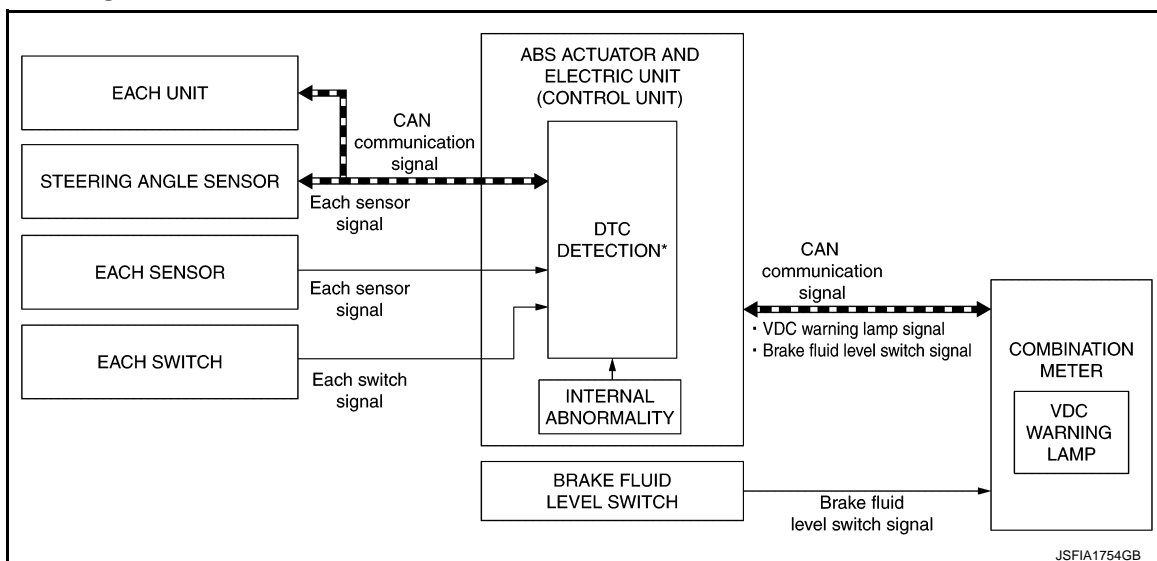 EACH UNIT
STEERING ANGLE SENSOR
EACH SENSOR
EACH SWITCH
CAN
communication
signal
Each sensor
signal
Each sensor
signal
Each switch
signal
ABS ACTUATOR AND
ELECTRIC UNIT
(CONTROL UNIT)
DTC
DETECTION*
INTERNAL
ABNORMALITY
BRAKE FLUID
LEVEL SWITCH
CAN
communication
signal
・VDC warning lamp signal
・Brake fluid level switch signal
Brake fluid
level switch signal
COMBINATION
METER
VDC
WARNING
LAMP
JSFIA1754GB